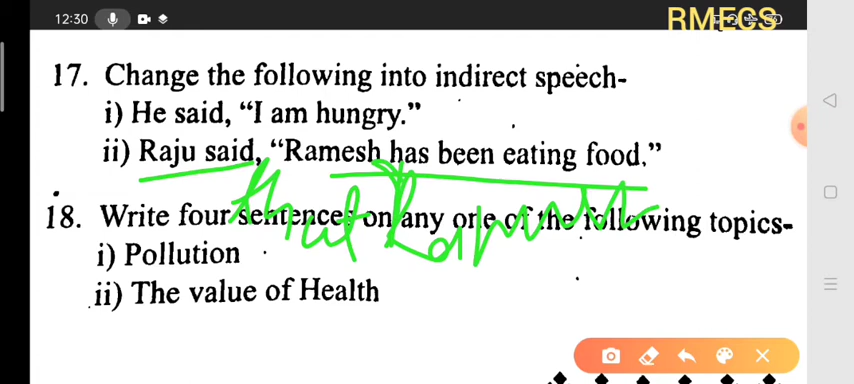 12:30
RMECS
17. Change the following into indirect speech-
i) He said, “I am hungry.”
ii) Raju said, “Ramesh has been eating food.”
that Ramesh
18. Write four sentences on any one of the following topics-
i) Pollution
ii) The value of Health